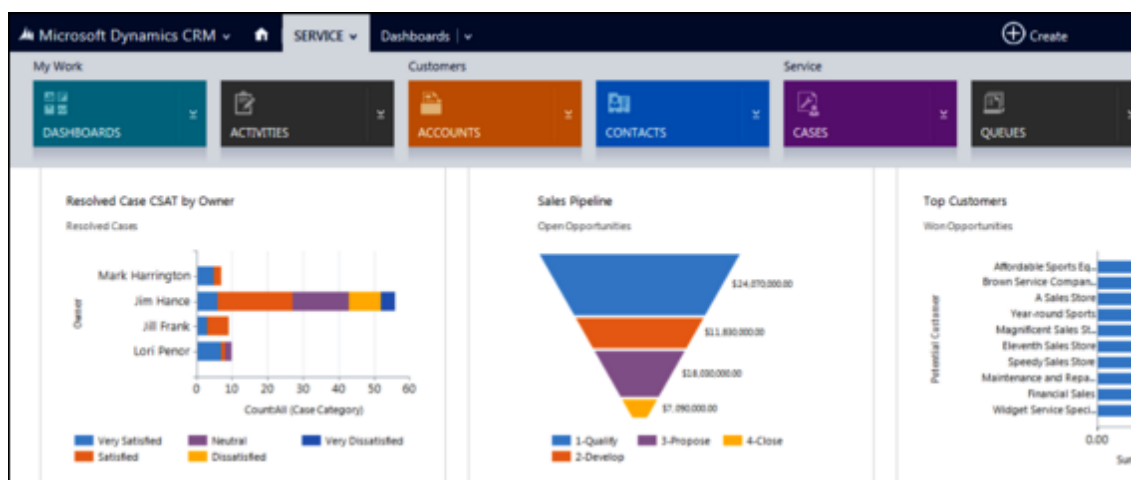 Microsoft Dynamics CRM
SERVICE
Dashboards
Create
My Work
Customers
Service
DASHBOARDS
ACTIVITIES
ACCOUNTS
CONTACTS
CASES
QUEUES
Resolved Case CSAT by Owner
Resolved Cases
Owner
Mark Harrington
Jim Hance
Jill Frank
Lori Penor
0 10 20 30 40 50 60
Count:All (Case Category)
Very Satisfied Neutral Very Dissatisfied
Satisfied Dissatisfied
Sales Pipeline
Open Opportunities
$24,070,000.00
$11,830,000.00
$18,030,000.00
$7,090,000.00
1-Qualify 3-Propose 4-Close
2-Develop
Top Customers
Won Opportunities
Potential Customer
Affordable Sports Eq...
Brown Service Compan...
A Sales Store
Year-round Sports
Magnificent Sales St...
Eleventh Sales Store
Speedy Sales Store
Maintenance and Repa...
Financial Sales
Widget Service Speci...
0.00
Sur